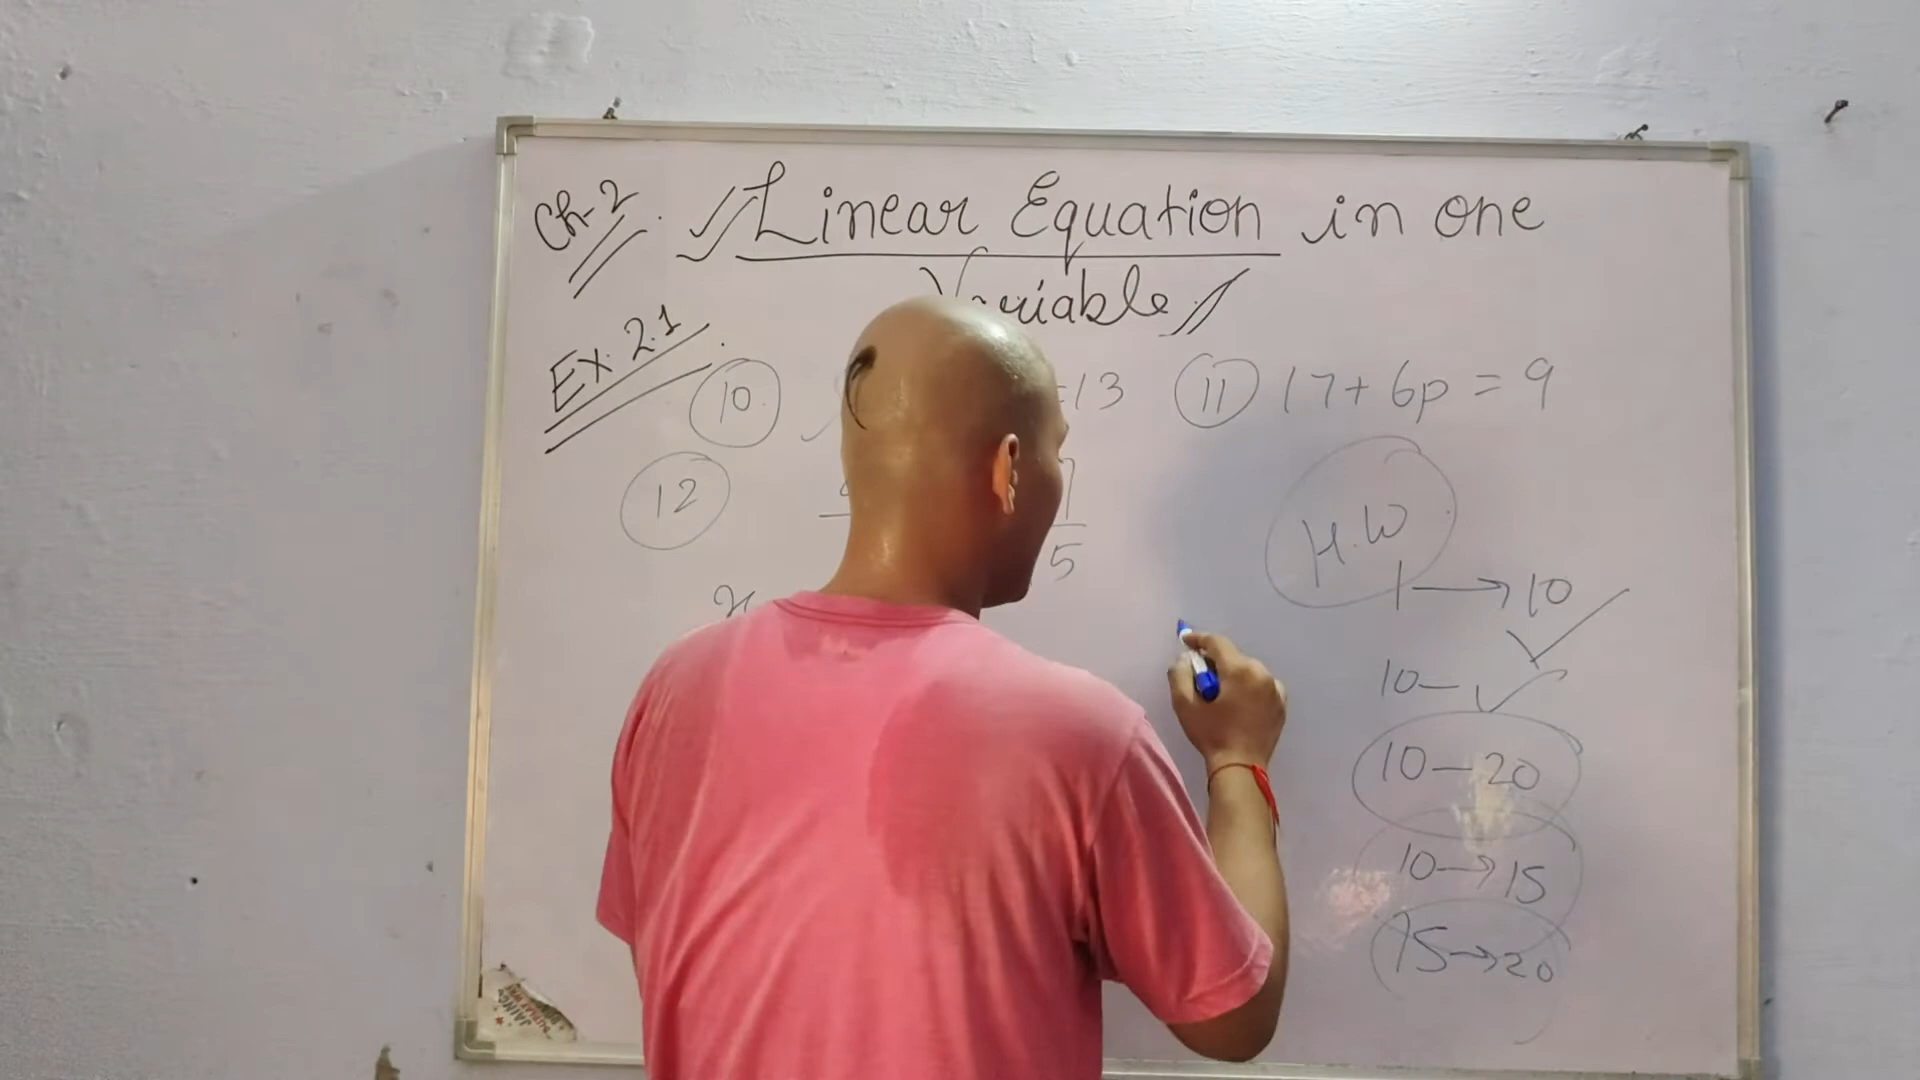 Ch-2 Linear Equation in one
Variable
Ex. 2.1
10 =13 11 17+ 6p = 9
12
5
H.W
1 → 10
x
10-
10-20
10→15
15→20